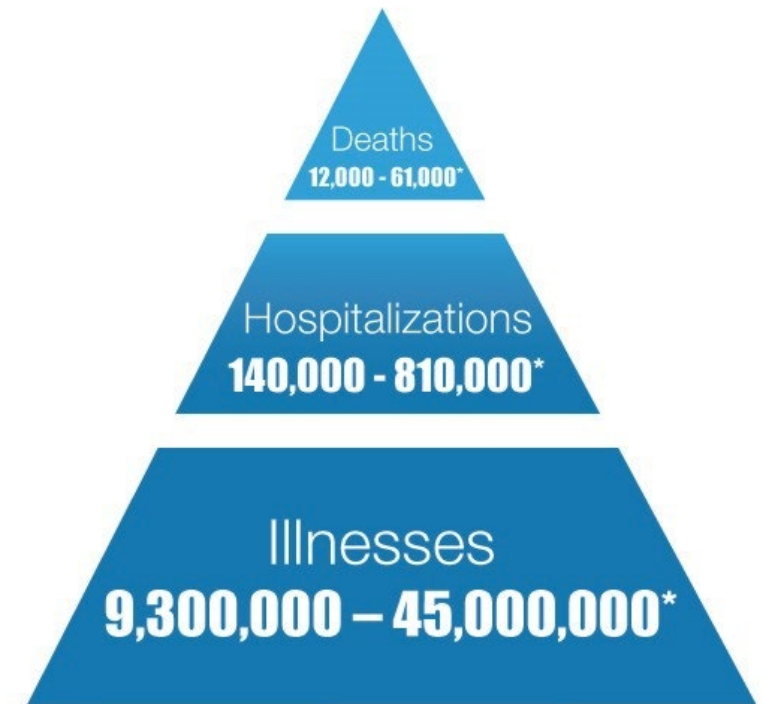 Deaths
12,000 - 61,000*
Hospitalizations
140,000 - 810,000*
Illnesses
9,300,000 – 45,000,000*